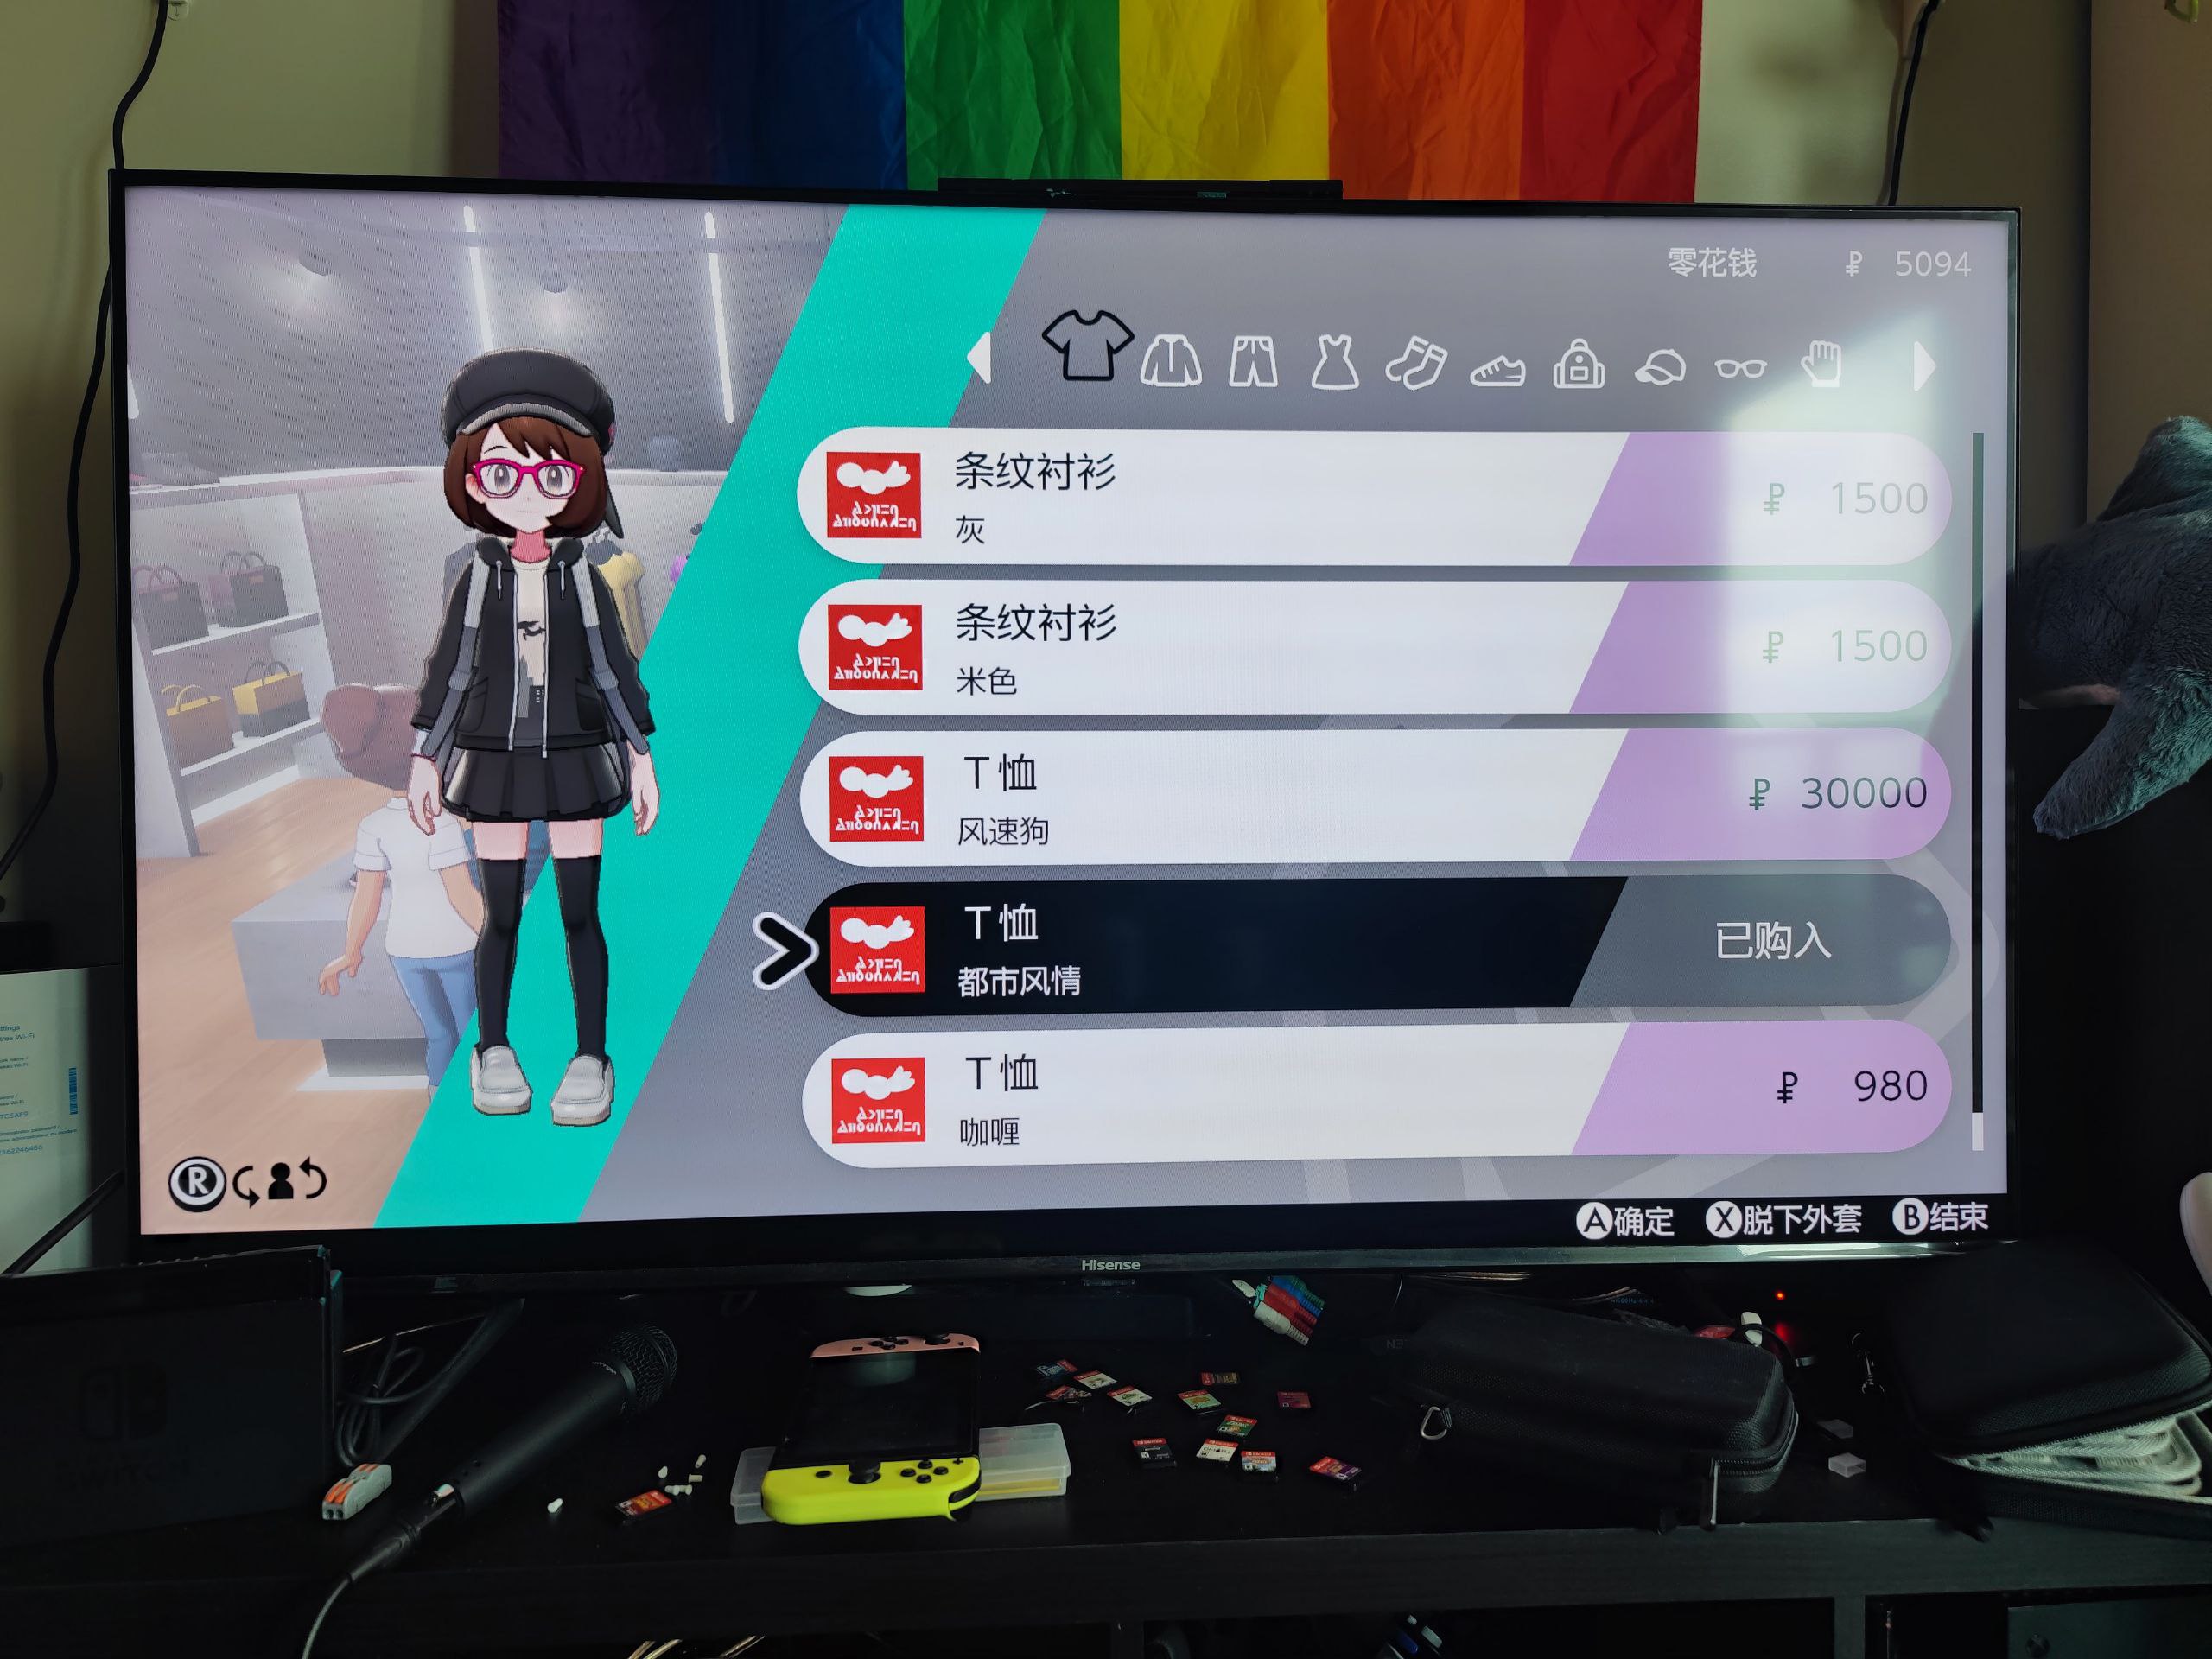 零花钱 ₽ 5094
条纹衬衫
灰
₽ 1500
条纹衬衫
米色
₽ 1500
T恤
风速狗
₽ 30000
T恤
都市风情
已购入
T恤
咖喱
₽ 980
R
A确定 X脱下外套 B结束
Hisense